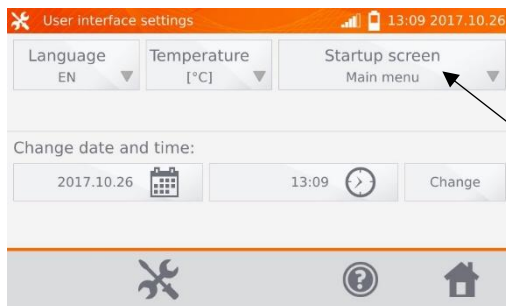 User interface settings 13:09 2017.10.26
Language Temperature Startup screen
EN [°C] Main menu
Change date and time:
2017.10.26 13:09 Change
?